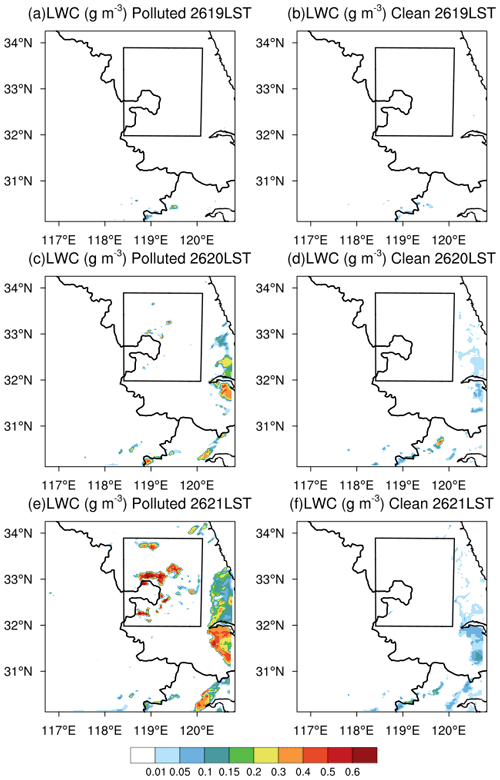 (a)LWC (g m-3) Polluted 2619LST
(b)LWC (g m-3) Clean 2619LST
34°N
33°N
32°N
31°N
117°E 118°E 119°E 120°E
34°N
33°N
32°N
31°N
117°E 118°E 119°E 120°E
(c)LWC (g m-3) Polluted 2620LST
(d)LWC (g m-3) Clean 2620LST
34°N
33°N
32°N
31°N
117°E 118°E 119°E 120°E
34°N
33°N
32°N
31°N
117°E 118°E 119°E 120°E
(e)LWC (g m-3) Polluted 2621LST
(f)LWC (g m-3) Clean 2621LST
34°N
33°N
32°N
31°N
117°E 118°E 119°E 120°E
34°N
33°N
32°N
31°N
117°E 118°E 119°E 120°E
0.01 0.05 0.1 0.15 0.2 0.3 0.4 0.5 0.6